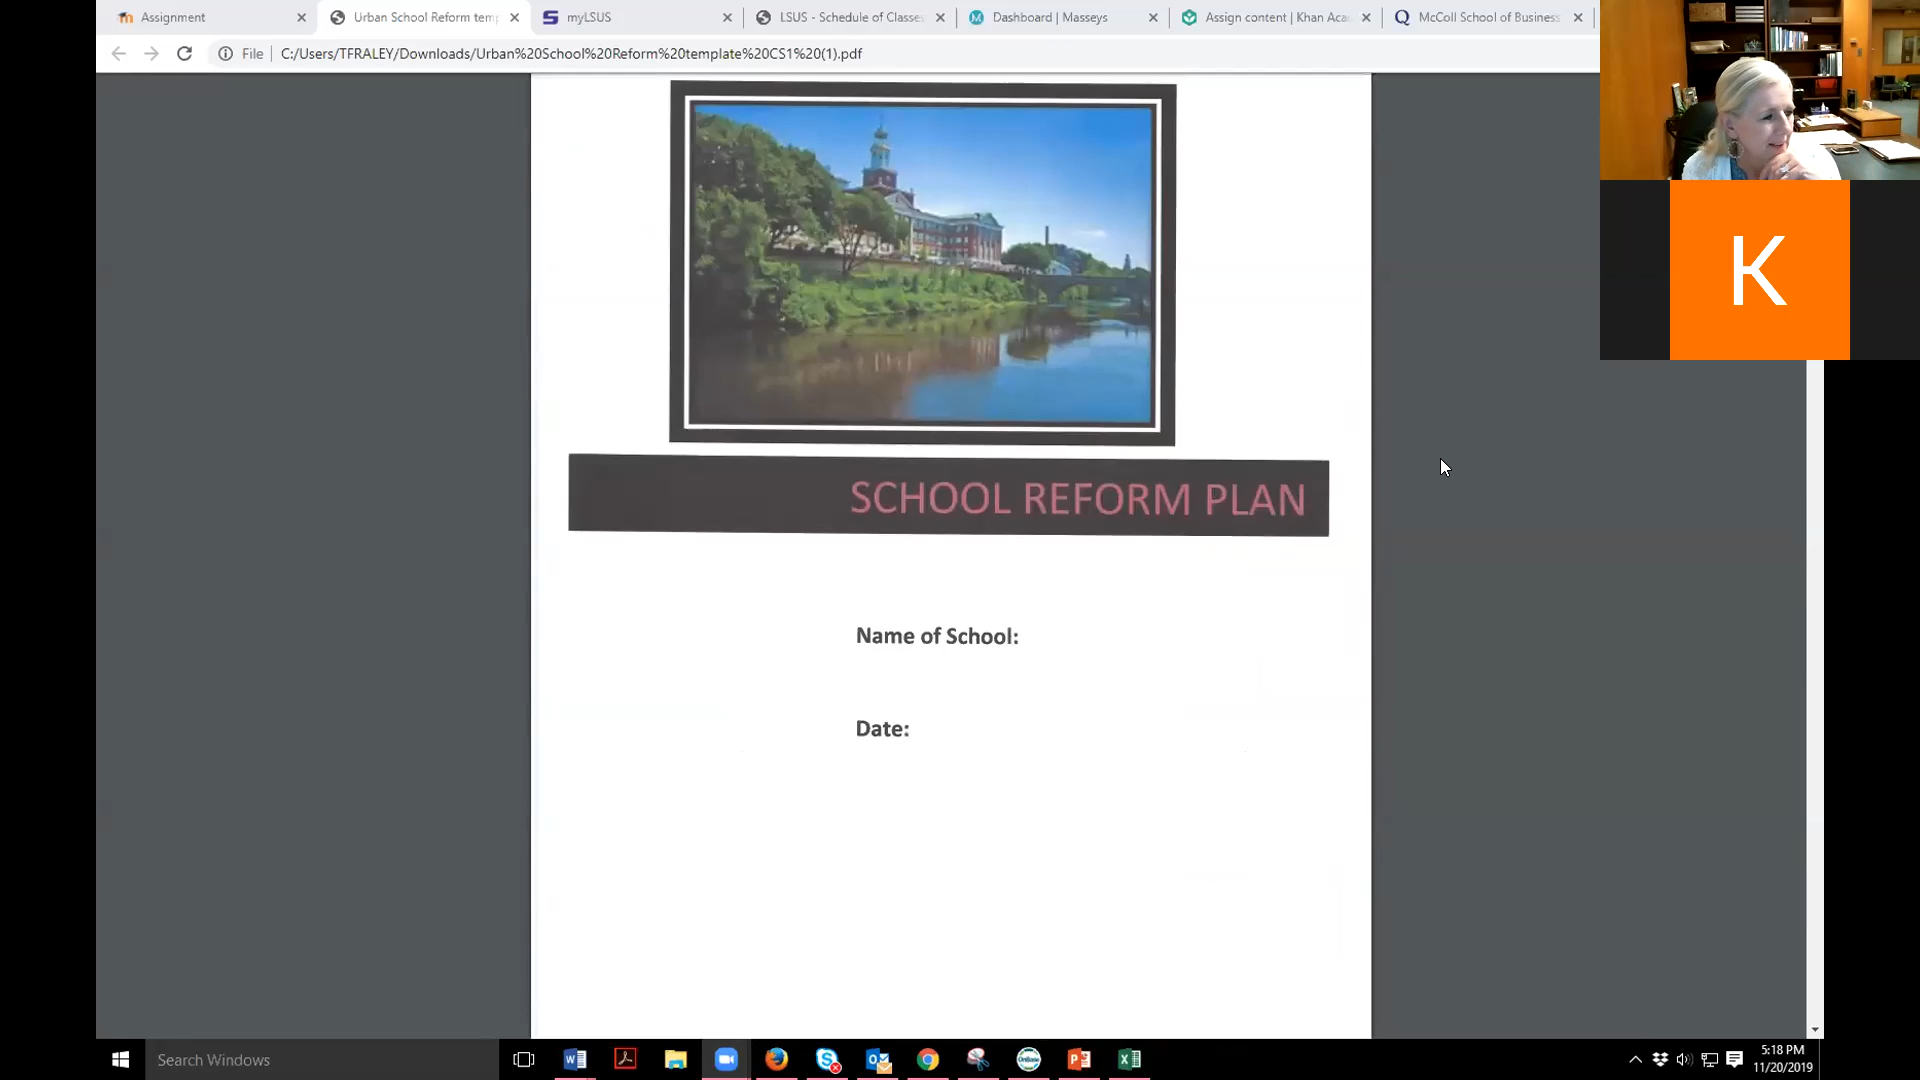 Assignment
Urban School Reform tem
myLSUS
LSUS - Schedule of Classes
Dashboard | Masseys
Assign content | Khan Aca
McColl School of Business
File
C:/Users/TFRALEY/Downloads/Urban%20School%20Reform%20template%20CS1%20(1).pdf
K
SCHOOL REFORM PLAN
Name of School:
Date:
Search Windows
5:18 PM
11/20/2019